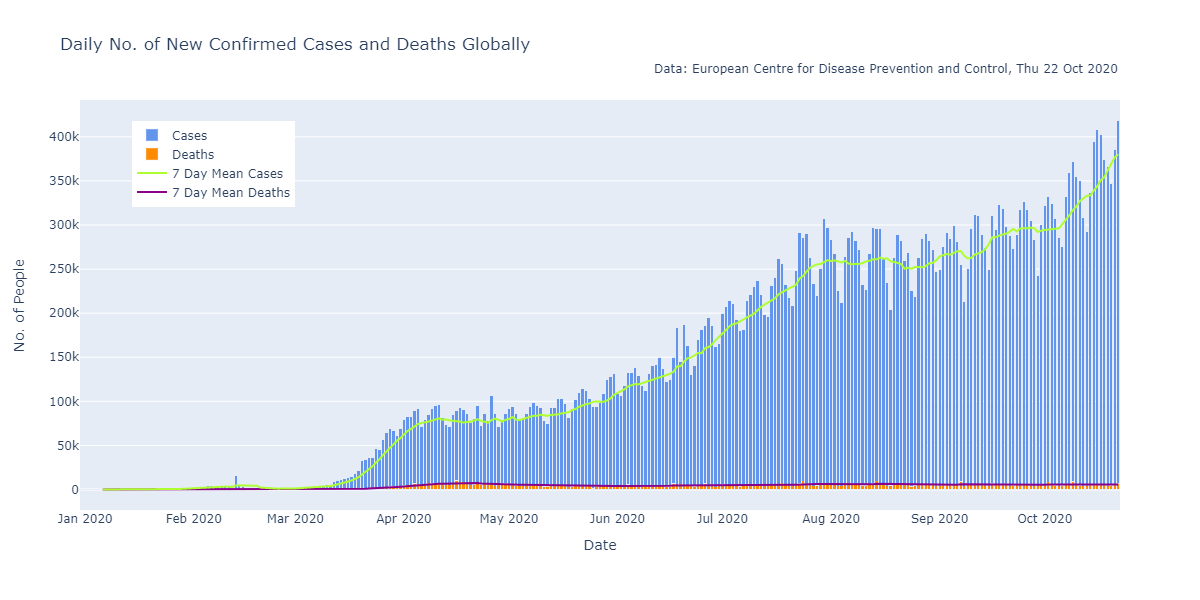 Daily No. of New Confirmed Cases and Deaths Globally
Data: European Centre for Disease Prevention and Control, Thu 22 Oct 2020
Cases
Deaths
7 Day Mean Cases
7 Day Mean Deaths
400k
350k
300k
250k
200k
150k
100k
50k
0
No. of People
Jan 2020 Feb 2020 Mar 2020 Apr 2020 May 2020 Jun 2020 Jul 2020 Aug 2020 Sep 2020 Oct 2020
Date